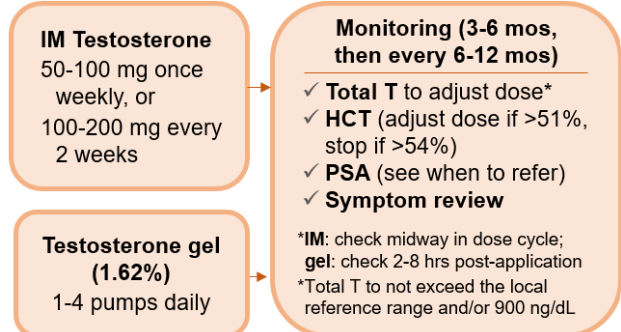 IM Testosterone
50-100 mg once
weekly, or
100-200 mg every
2 weeks
Testosterone gel
(1.62%)
1-4 pumps daily
Monitoring (3-6 mos,
then every 6-12 mos)
✓ Total T to adjust dose*
✓ HCT (adjust dose if >51%,
stop if >54%)
✓ PSA (see when to refer)
✓ Symptom review
*IM: check midway in dose cycle;
gel: check 2-8 hrs post-application
*Total T to not exceed the local
reference range and/or 900 ng/dL